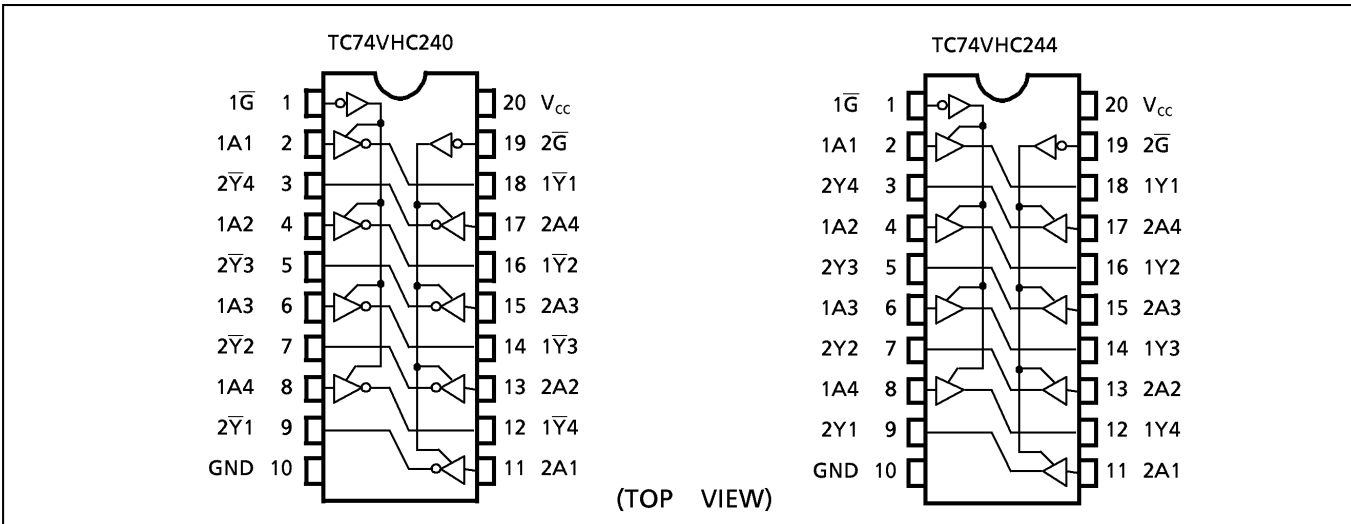 TC74VHC240
1G̅ 1
1A1 2
2Y̅4 3
1A2 4
2Y̅3 5
1A3 6
2Y̅2 7
1A4 8
2Y̅1 9
GND 10
20 Vcc
19 2G̅
18 1Y̅1
17 2A4
16 1Y̅2
15 2A3
14 1Y̅3
13 2A2
12 1Y̅4
11 2A1
(TOP VIEW)
TC74VHC244
1G̅ 1
1A1 2
2Y4 3
1A2 4
2Y3 5
1A3 6
2Y2 7
1A4 8
2Y1 9
GND 10
20 Vcc
19 2G̅
18 1Y1
17 2A4
16 1Y2
15 2A3
14 1Y3
13 2A2
12 1Y4
11 2A1